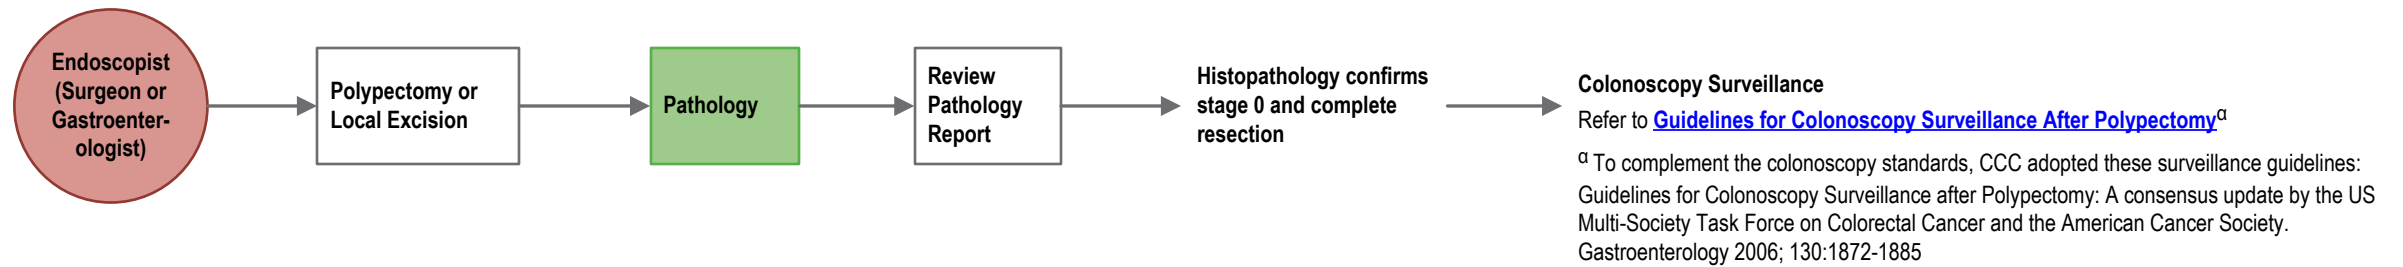 Endoscopist
(Surgeon or
Gastroenter-
ologist)
Polypectomy or
Local Excision
Pathology
Review
Pathology
Report
Histopathology confirms
stage 0 and complete
resection
Colonoscopy Surveillance
Refer to Guidelines for Colonoscopy Surveillance After Polypectomyα
α To complement the colonoscopy standards, CCC adopted these surveillance guidelines:
Guidelines for Colonoscopy Surveillance after Polypectomy: A consensus update by the US
Multi-Society Task Force on Colorectal Cancer and the American Cancer Society.
Gastroenterology 2006; 130:1872-1885